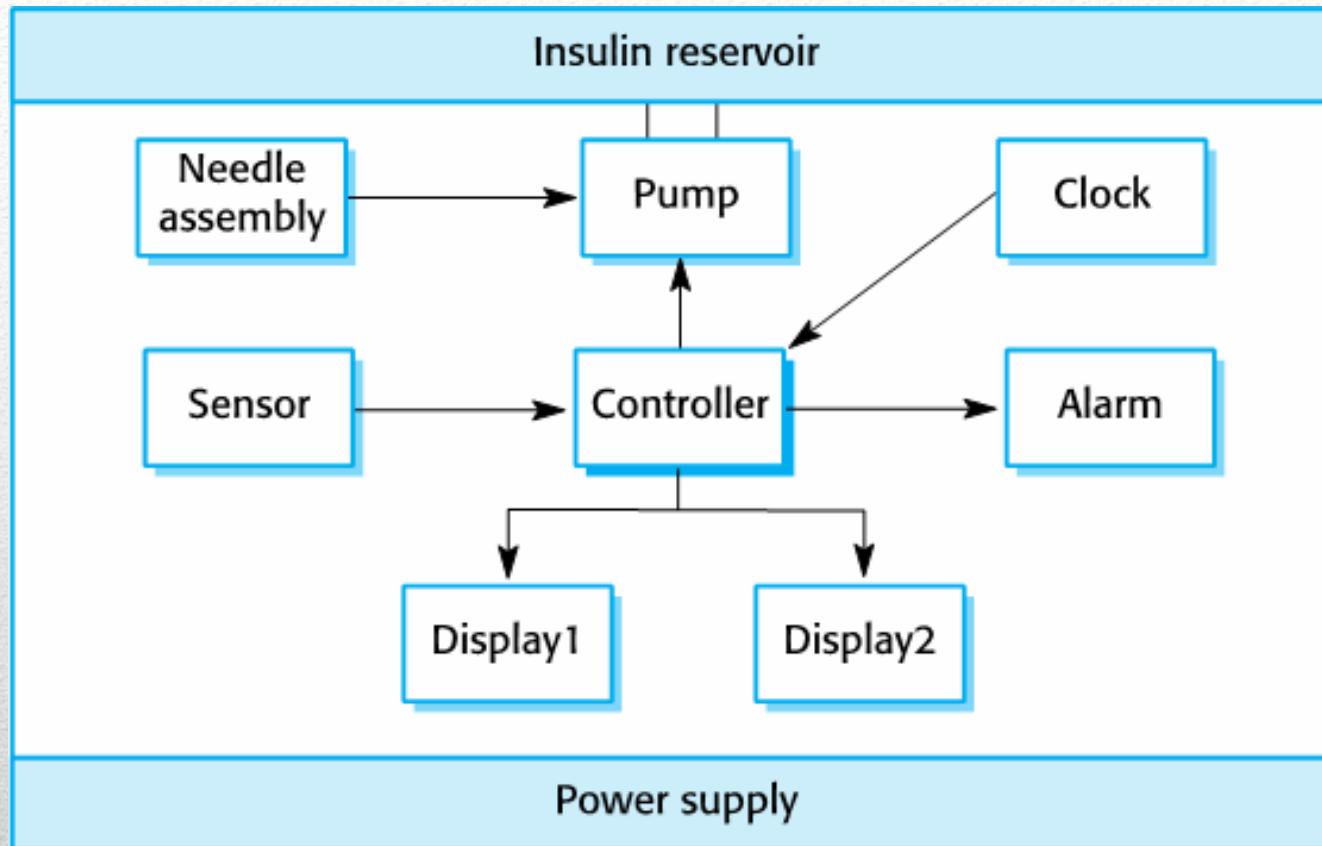 Insulin reservoir
Needle
assembly
Pump
Clock
Sensor
Controller
Alarm
Display1
Display2
Power supply